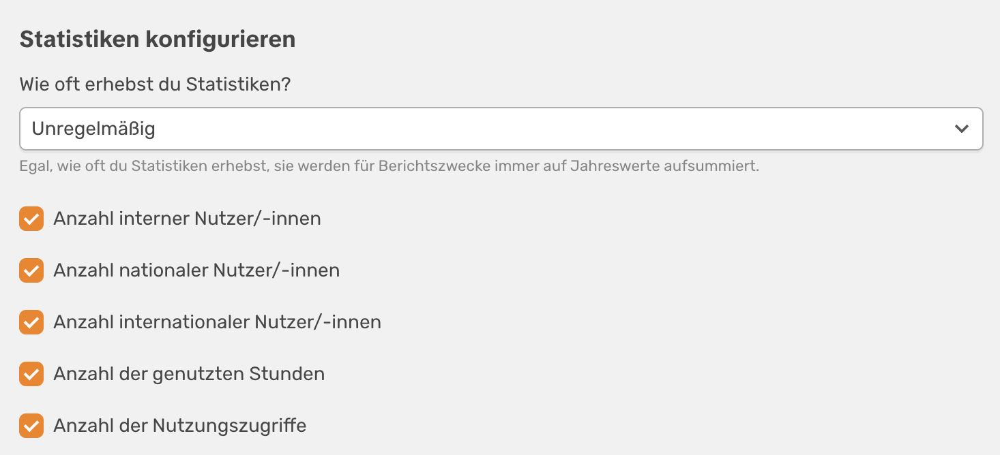 Statistiken konfigurieren
Wie oft erhebst du Statistiken?
Unregelmäßig
Egal, wie oft du Statistiken erhebst, sie werden für Berichtszwecke immer auf Jahreswerte aufsummiert.
Anzahl interner Nutzer/-innen
Anzahl nationaler Nutzer/-innen
Anzahl internationaler Nutzer/-innen
Anzahl der genutzten Stunden
Anzahl der Nutzungszugriffe